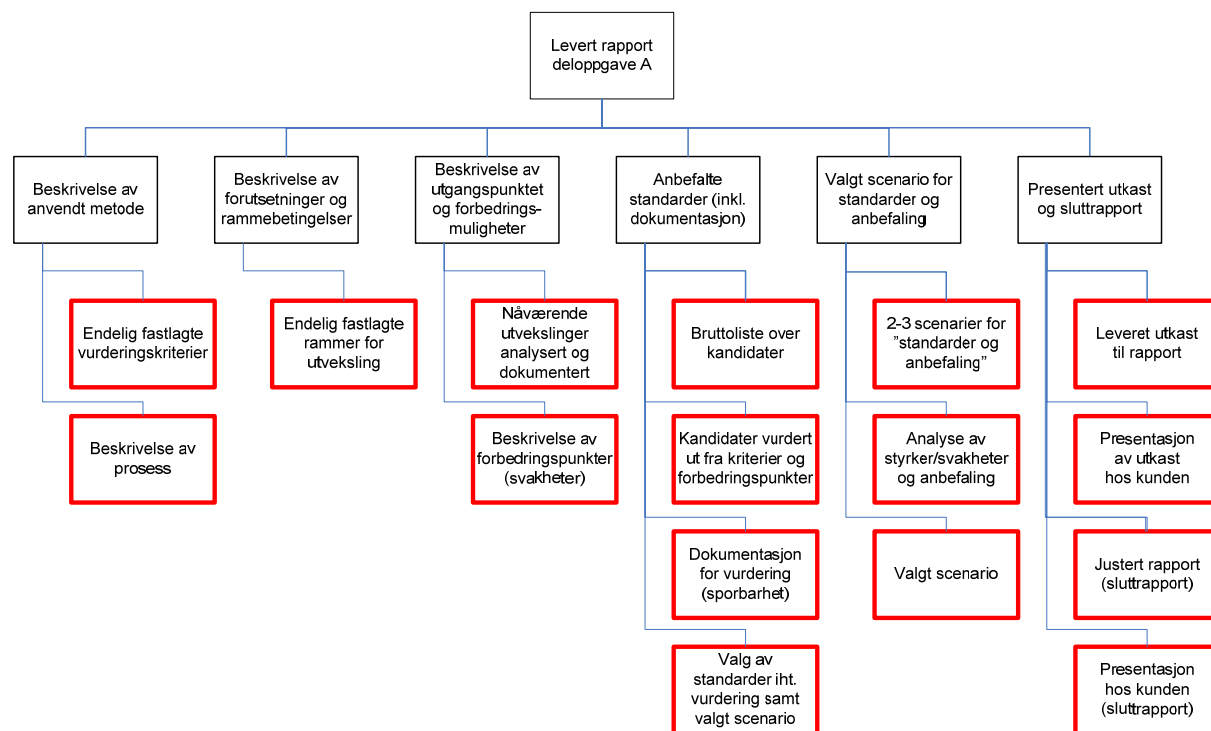 Levert rapport
deloppgave A
Beskrivelse av
anvendt metode
Beskrivelse av
forutsetninger og
rammebetingelser
Beskrivelse av
utgangspunktet
og forbedrings-
muligheter
Anbefalte
standarder (inkl.
dokumentasjon)
Valgt scenario for
standarder og
anbefaling
Presentert utkast
og sluttrapport
Endelig fastlagte
vurderingskriterier
Beskrivelse av
prosess
Endelig fastlagte
rammer for
utveksling
Nåværende
utvekslinger
analysert og
dokumentert
Beskrivelse av
forbedringspunkter
(svakheter)
Bruttoliste over
kandidater
Kandidater vurdert
ut fra kriterier og
forbedringspunkter
Dokumentasjon
for vurdering
(sporbarhet)
Valg av
standarder iht.
vurdering samt
valgt scenario
2-3 scenarier for
”standarder og
anbefaling”
Analyse av
styrker/svakheter
og anbefaling
Valgt scenario
Leveret utkast
til rapport
Presentasjon
av utkast
hos kunden
Justert rapport
(sluttrapport)
Presentasjon
hos kunden
(sluttrapport)